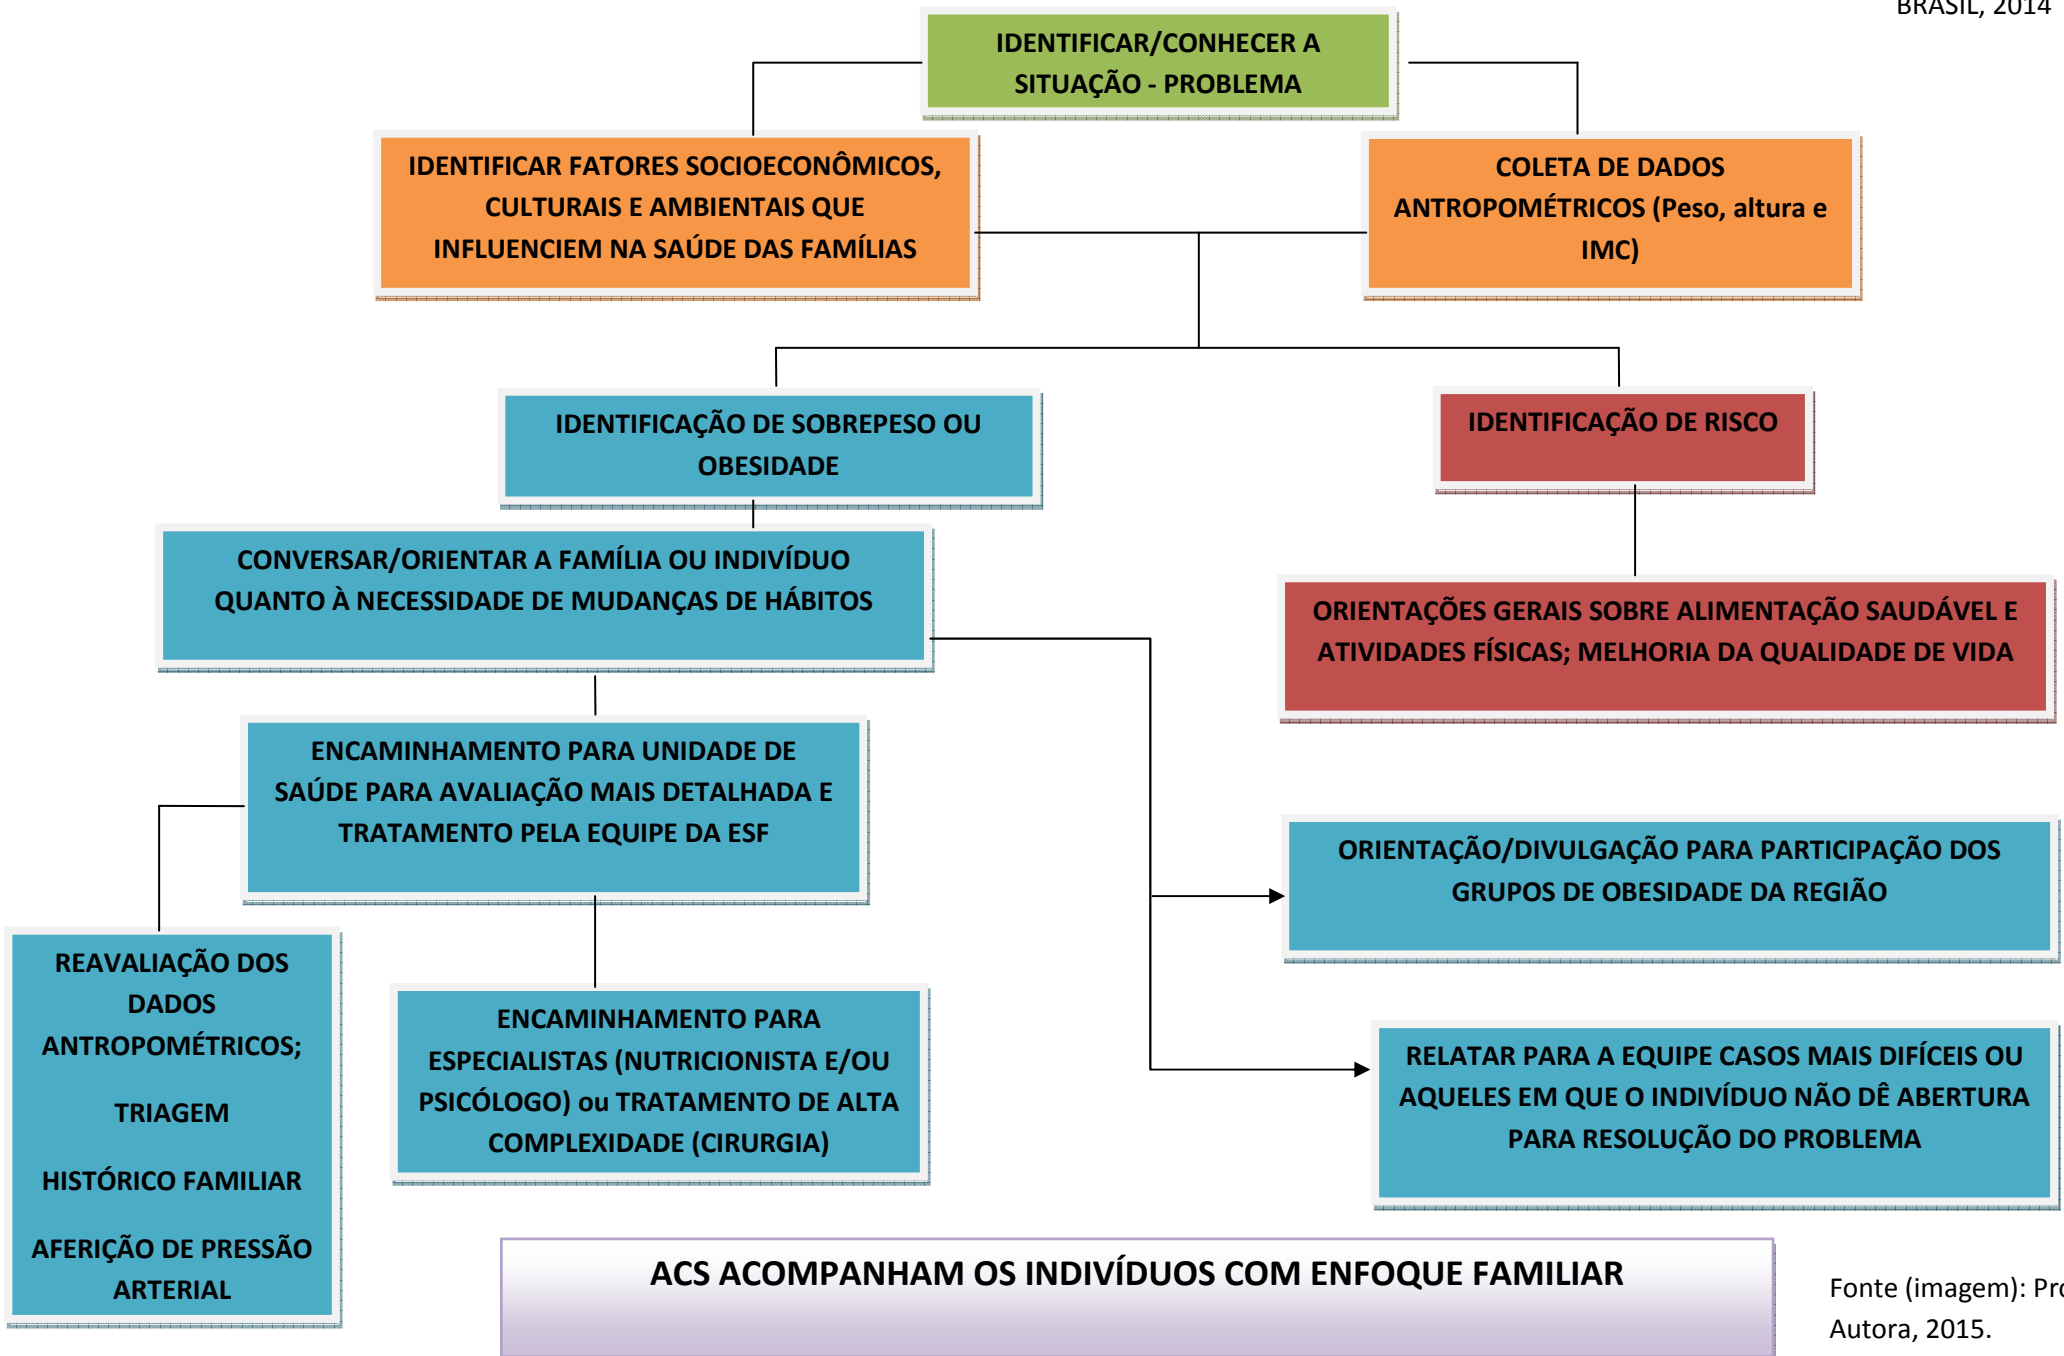 BRASIL, 2014
IDENTIFICAR/CONHECER A
SITUAÇÃO - PROBLEMA
IDENTIFICAR FATORES SOCIOECONÔMICOS,
CULTURAIS E AMBIENTAIS QUE
INFLUENCIEM NA SAÚDE DAS FAMÍLIAS
COLETA DE DADOS
ANTROPOMÉTRICOS (Peso, altura e
IMC)
IDENTIFICAÇÃO DE SOBREPESO OU
OBESIDADE
IDENTIFICAÇÃO DE RISCO
CONVERSAR/ORIENTAR A FAMÍLIA OU INDIVÍDUO
QUANTO À NECESSIDADE DE MUDANÇAS DE HÁBITOS
ORIENTAÇÕES GERAIS SOBRE ALIMENTAÇÃO SAUDÁVEL E
ATIVIDADES FÍSICAS; MELHORIA DA QUALIDADE DE VIDA
ENCAMINHAMENTO PARA UNIDADE DE
SAÚDE PARA AVALIAÇÃO MAIS DETALHADA E
TRATAMENTO PELA EQUIPE DA ESF
ORIENTAÇÃO/DIVULGAÇÃO PARA PARTICIPAÇÃO DOS
GRUPOS DE OBESIDADE DA REGIÃO
REAVALIAÇÃO DOS
DADOS
ANTROPOMÉTRICOS;
TRIAGEM
HISTÓRICO FAMILIAR
AFERIÇÃO DE PRESSÃO
ARTERIAL
ENCAMINHAMENTO PARA
ESPECIALISTAS (NUTRICIONISTA E/OU
PSICÓLOGO) ou TRATAMENTO DE ALTA
COMPLEXIDADE (CIRURGIA)
RELATAR PARA A EQUIPE CASOS MAIS DIFÍCEIS OU
AQUELES EM QUE O INDIVÍDUO NÃO DÊ ABERTURA
PARA RESOLUÇÃO DO PROBLEMA
ACS ACOMPANHAM OS INDIVÍDUOS COM ENFOQUE FAMILIAR
Fonte (imagem):
Autora, 2015.